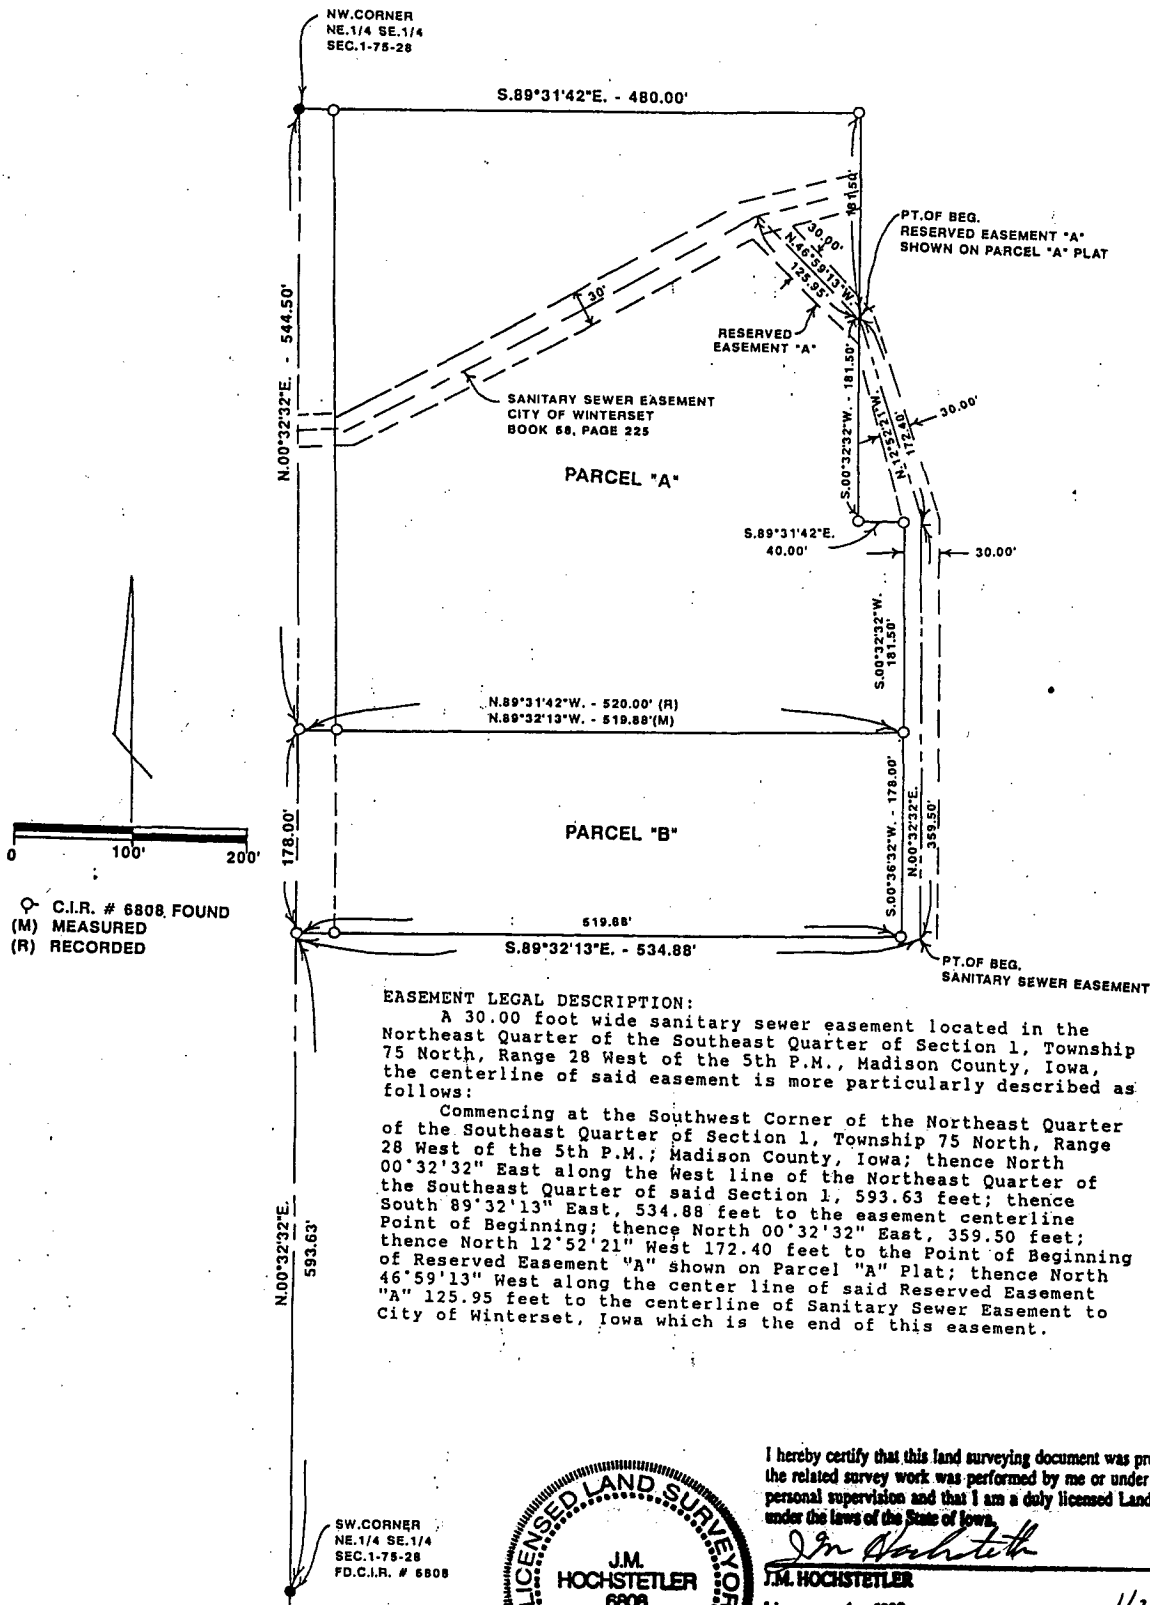 NW.CORNER
NE.1/4 SE.1/4
SEC.1-75-28
S.89°31'42"E. - 480.00'
181.50'
PT.OF BEG.
RESERVED EASEMENT "A"
SHOWN ON PARCEL "A" PLAT
30.00'
N.46°59'13"W.
125.95'
30'
RESERVED
EASEMENT "A"
N.00°32'32"E. - 544.50'
SANITARY SEWER EASEMENT
CITY OF WINTERSET
BOOK 68, PAGE 225
S.00°32'32"W. - 181.50'
N.12°52'21"W.
172.40'
30.00'
PARCEL "A"
S.89°31'42"E.
40.00'
30.00'
S.00°32'32"W.
181.50'
N.89°31'42"W. - 520.00' (R)
N.89°32'13"W. - 519.88'(M)
178.00'
PARCEL "B"
S.00°36'32"W. - 178.00'
N.00°32'32"E.
359.50'
0 100' 200'
C.I.R. # 6808 FOUND
(M) MEASURED
(R) RECORDED
519.88'
S.89°32'13"E. - 534.88'
PT.OF BEG.
SANITARY SEWER EASEMENT
EASEMENT LEGAL DESCRIPTION:
A 30.00 foot wide sanitary sewer easement located in the
Northeast Quarter of the Southeast Quarter of Section 1, Township
75 North, Range 28 West of the 5th P.M., Madison County, Iowa,
the centerline of said easement is more particularly described as
follows:
Commencing at the Southwest Corner of the Northeast Quarter
of the Southeast Quarter of Section 1, Township 75 North, Range
28 West of the 5th P.M.; Madison County, Iowa; thence North
00°32'32" East along the West line of the Northeast Quarter of
the Southeast Quarter of said Section 1, 593.63 feet; thence
South 89°32'13" East, 534.88 feet to the easement centerline
Point of Beginning; thence North 00°32'32" East, 359.50 feet;
thence North 12°52'21" West 172.40 feet to the Point of Beginning
of Reserved Easement "A" shown on Parcel "A" Plat; thence North
46°59'13" West along the center line of said Reserved Easement
"A" 125.95 feet to the centerline of Sanitary Sewer Easement to
City of Winterset, Iowa which is the end of this easement.
N.00°32'32"E.
593.63'
SW.CORNER
NE.1/4 SE.1/4
SEC.1-75-28
FD.C.I.R. # 6808
LICENSED LAND SURVEYOR
J.M.
HOCHSTETLER
6808
I hereby certify that this land surveying document was
the related survey work was performed by me or under
personal supervision and that I am a duly licensed Land
under the laws of the State of Iowa.
J M Hochstetler
J.M. HOCHSTETLER